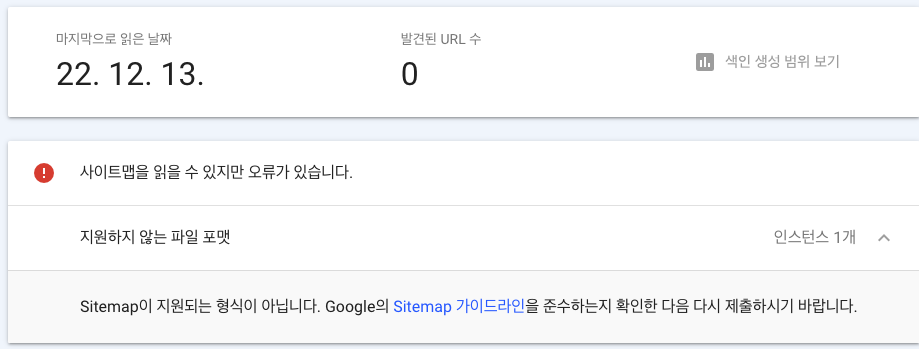 마지막으로 읽은 날짜
22. 12. 13.
발견된 URL 수
0
색인 생성 범위 보기
사이트맵을 읽을 수 있지만 오류가 있습니다.
지원하지 않는 파일 포맷
인스턴스 1개
Sitemap이 지원되는 형식이 아닙니다. Google의 Sitemap 가이드라인을 준수하는지 확인한 다음 다시 제출하시기 바랍니다.